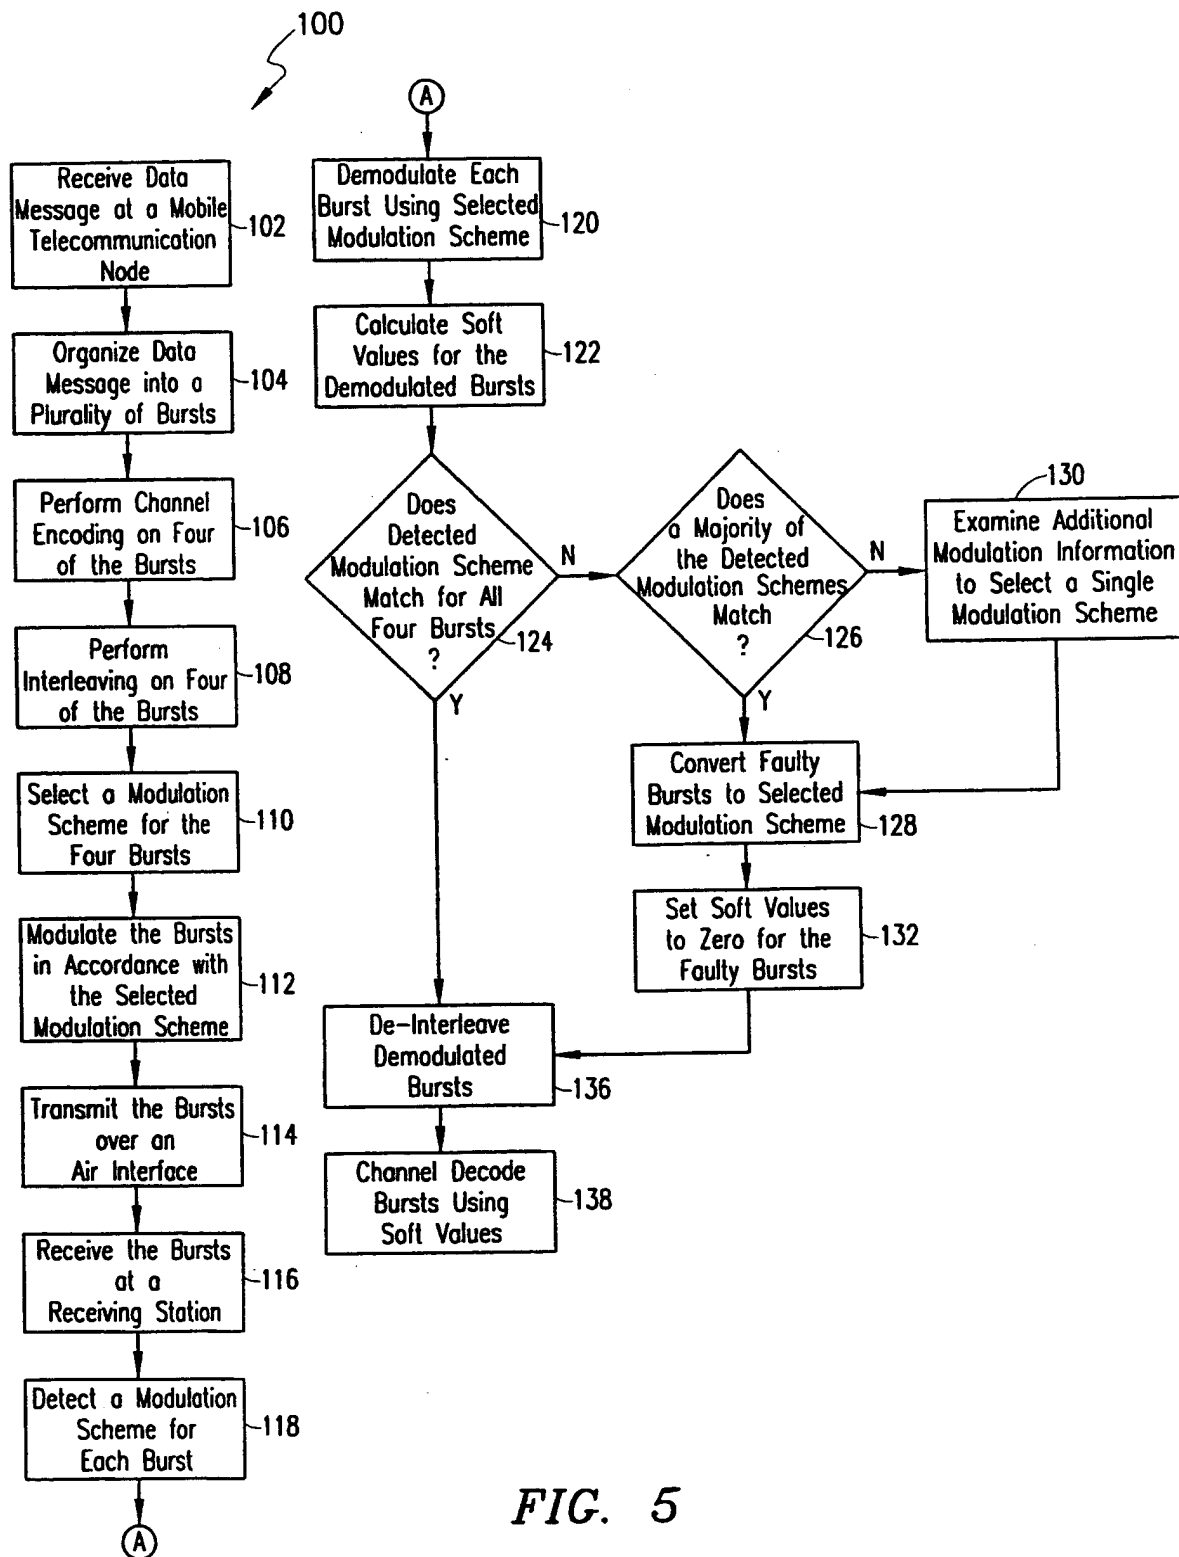 100
Receive Data
Message at a Mobile
Telecommunication
Node
102
Organize Data
Message into a
Plurality of Bursts
104
Perform Channel
Encoding on Four
of the Bursts
106
Perform
Interleaving on Four
of the Bursts
108
Select a Modulation
Scheme for the
Four Bursts
110
Modulate the Bursts
in Accordance with
the Selected
Modulation Scheme
112
Transmit the Bursts
over an
Air Interface
114
Receive the Bursts
at a
Receiving Station
116
Detect a Modulation
Scheme for
Each Burst
118
A
A
Demodulate Each
Burst Using Selected
Modulation Scheme
120
Calculate Soft
Values for the
Demodulated Bursts
122
Does
Detected
Modulation Scheme
Match for All
Four Bursts
?
124
N
Y
Does
a Majority of
the Detected
Modulation Schemes
Match
?
126
N
Y
130
Examine Additional
Modulation Information
to Select a Single
Modulation Scheme
Convert Faulty
Bursts to Selected
Modulation Scheme
128
Set Soft Values
to Zero for the
Faulty Bursts
132
De-Interleave
Demodulated
Bursts
136
Channel Decode
Bursts Using
Soft Values
138
FIG. 5